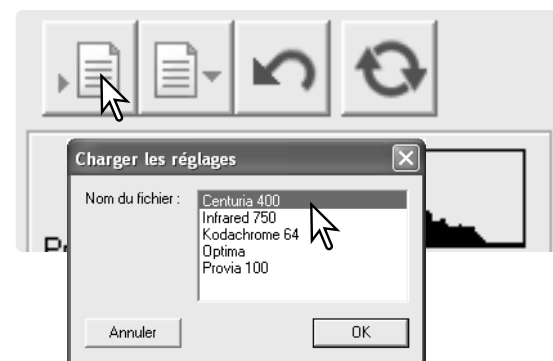 Charger les réglages
Nom du fichier :
Centuria 400
Infrared 750
Kodachrome 64
Optima
Provia 100
Annuler
OK